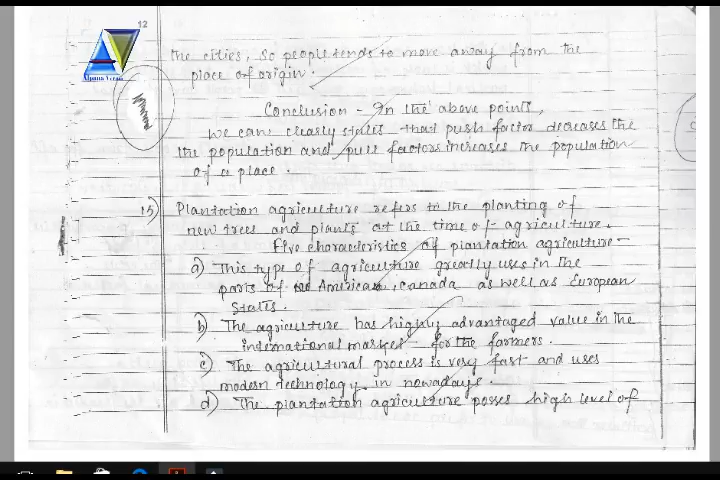 12
Alpana Verma
the cities, so people tends to move away from the
place of origin.
Conclusion - In the above points,
we can clearly states that push factor decreases the
the population and pull factors increases the population
of a place.
15) Plantation agriculture refers to the planting of
new trees and plants at the time of agriculture.
Five characteristics of plantation agriculture -
a) This type of agriculture greatly uses in the
parts of American, Canada as well as European
States.
b) The agriculture has highly advantaged value in the
international market for the farmers.
c) The agricultural process is very fast and uses
modern technology in nowadays.
d) The plantation agriculture posses high level of